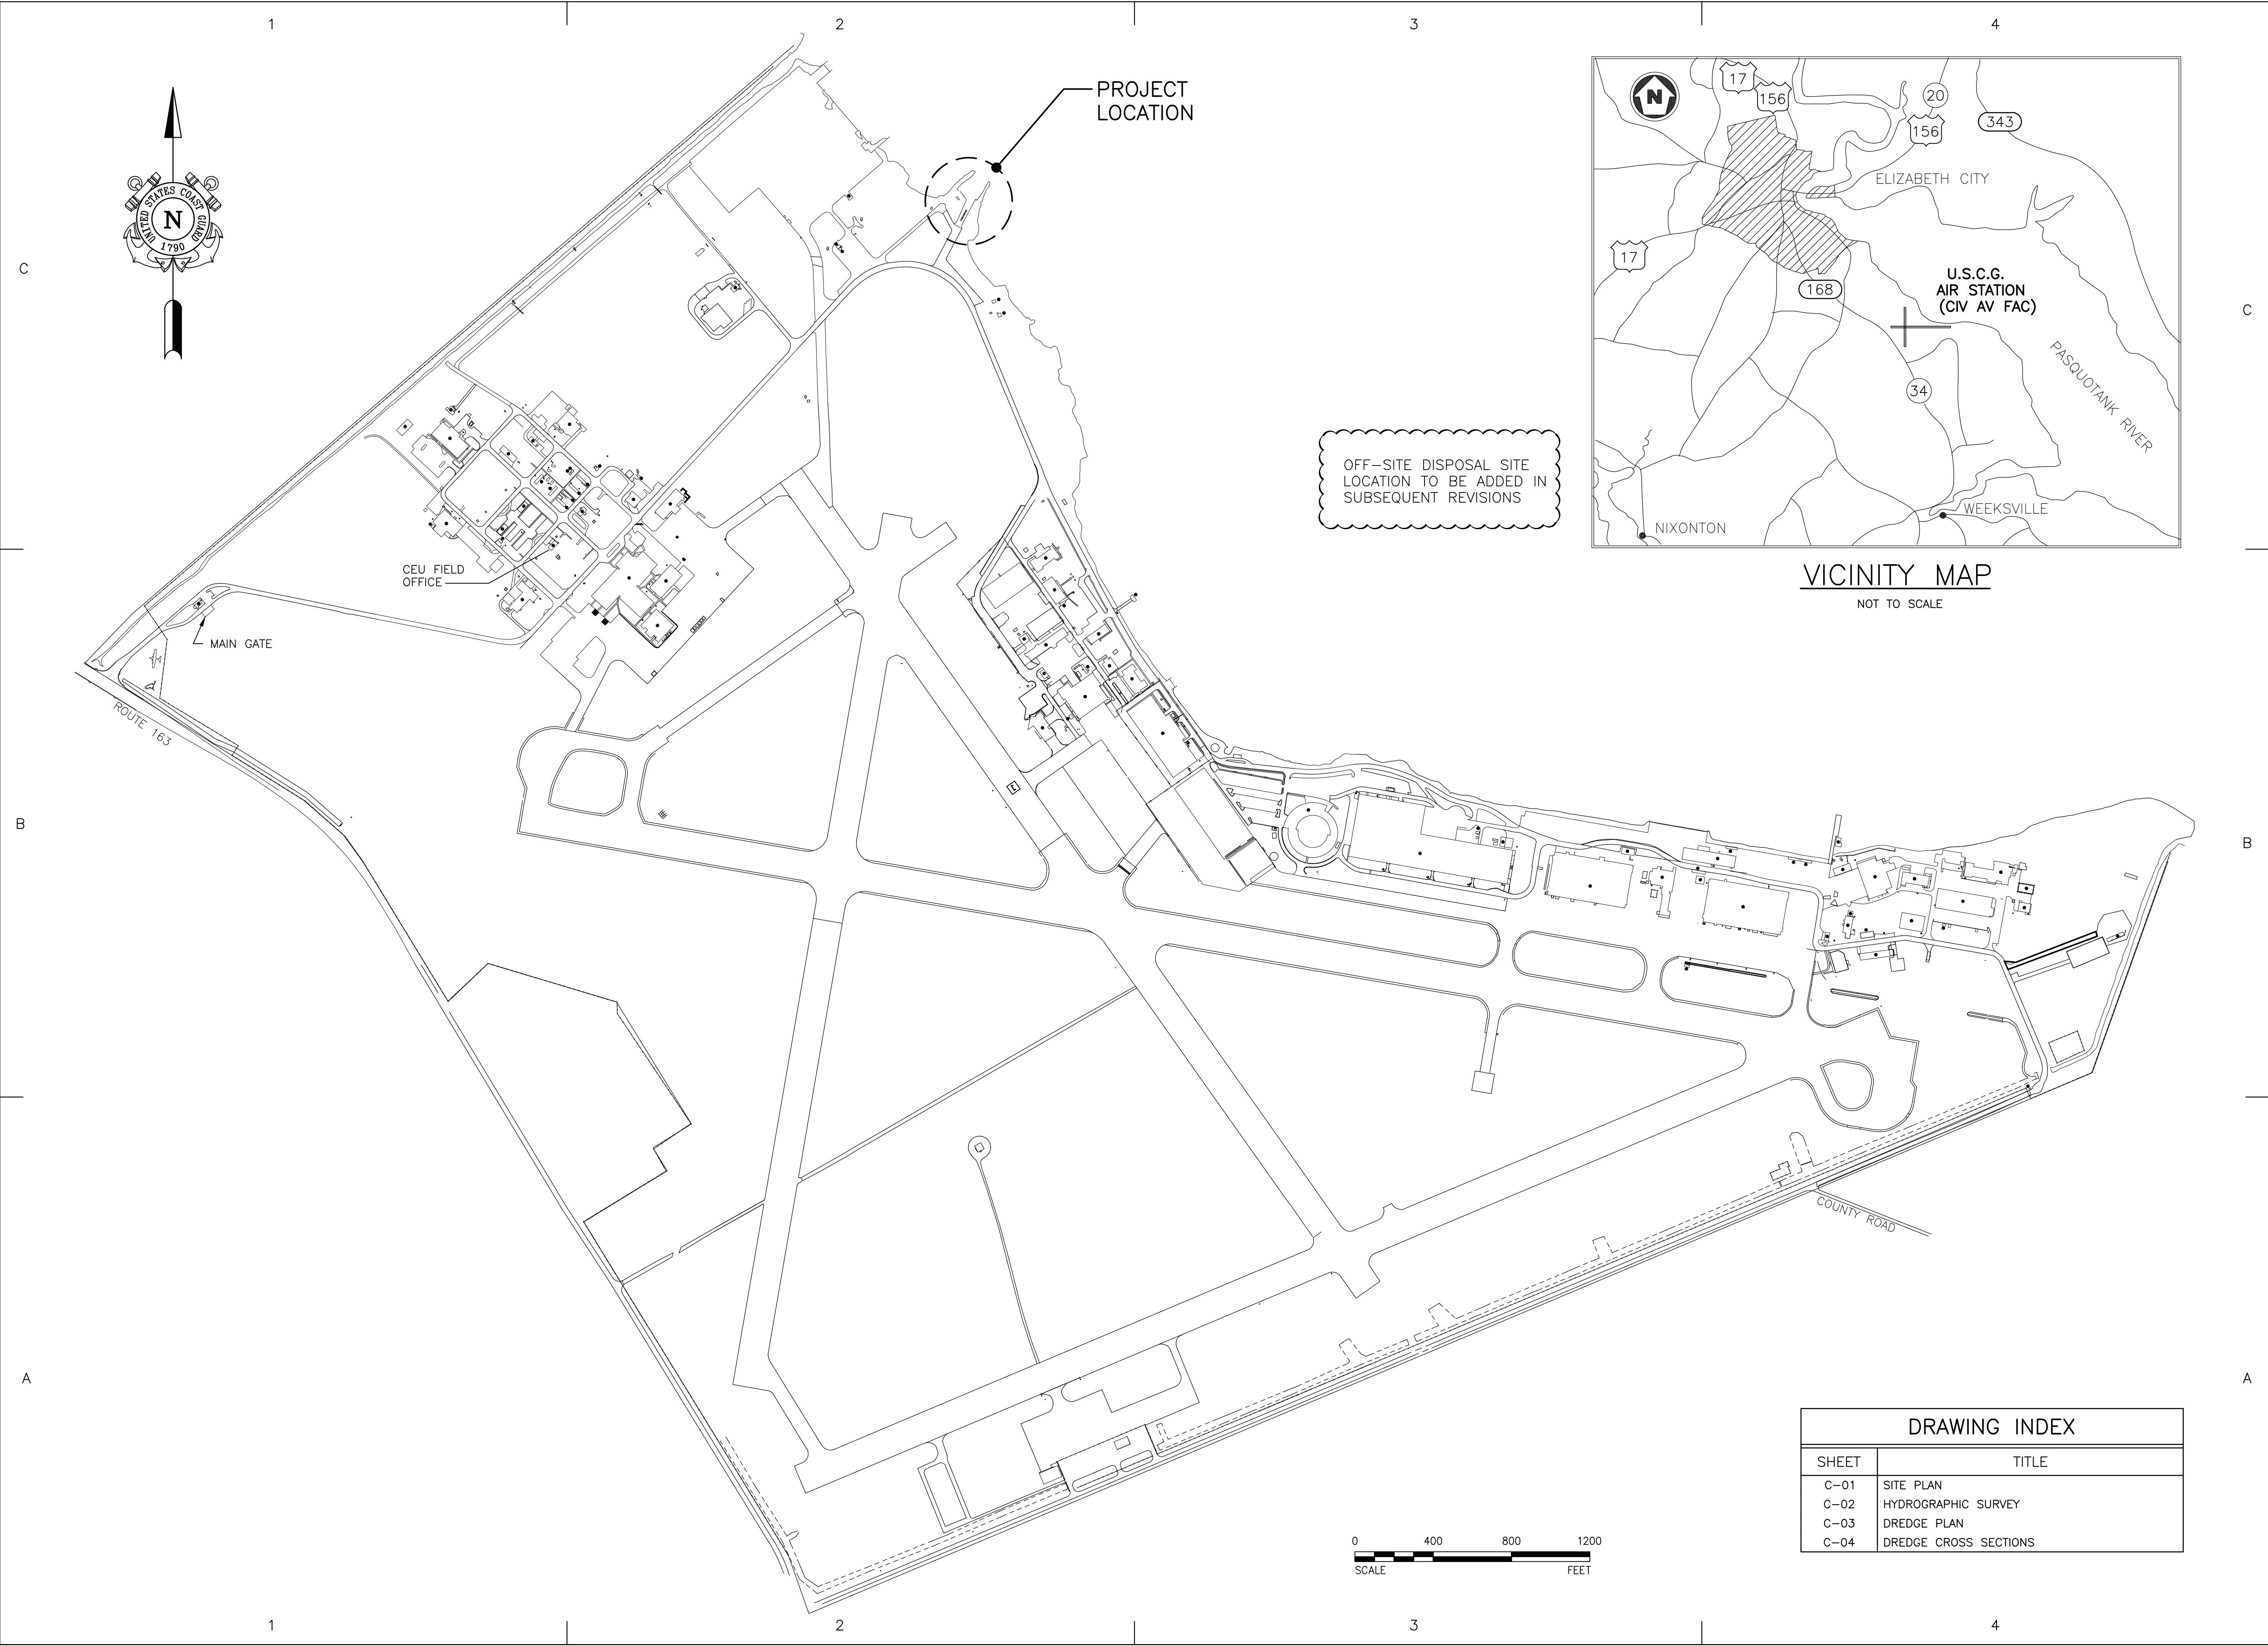 1
2
3
4
PROJECT
LOCATION
UNITED STATES COAST GUARD
N
1790
C
N
17
156
20
156
343
ELIZABETH CITY
17
168
U.S.C.G.
AIR STATION
(CIV AV FAC)
34
PASQUOTANK RIVER
WEEKSVILLE
NIXONTON
C
VICINITY MAP
NOT TO SCALE
OFF-SITE DISPOSAL SITE
LOCATION TO BE ADDED IN
SUBSEQUENT REVISIONS
CEU FIELD
OFFICE
MAIN GATE
ROUTE 163
B
B
COUNTY ROAD
A
A
DRAWING INDEX
SHEET TITLE
C-01 SITE PLAN
C-02 HYDROGRAPHIC SURVEY
C-03 DREDGE PLAN
C-04 DREDGE CROSS SECTIONS
0 400 800 1200
SCALE FEET
1
2
3
4